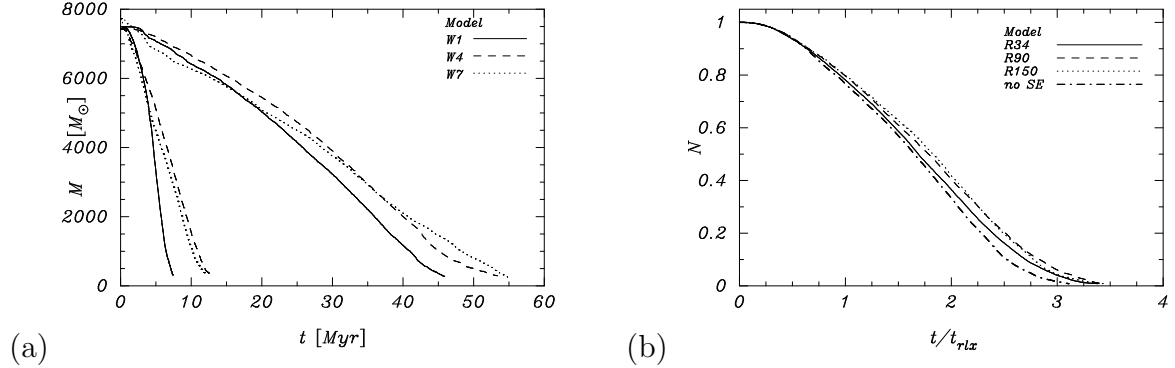 8000
6000
4000
2000
0
M [M⊙]
0 10 20 30 40 50 60
t [Myr]
Model
W1
W4
W7
(a)
1
0.8
0.6
0.4
0.2
0
N
0 1 2 3 4
t/t_rlx
Model
R34
R90
R150
no SE
(b)